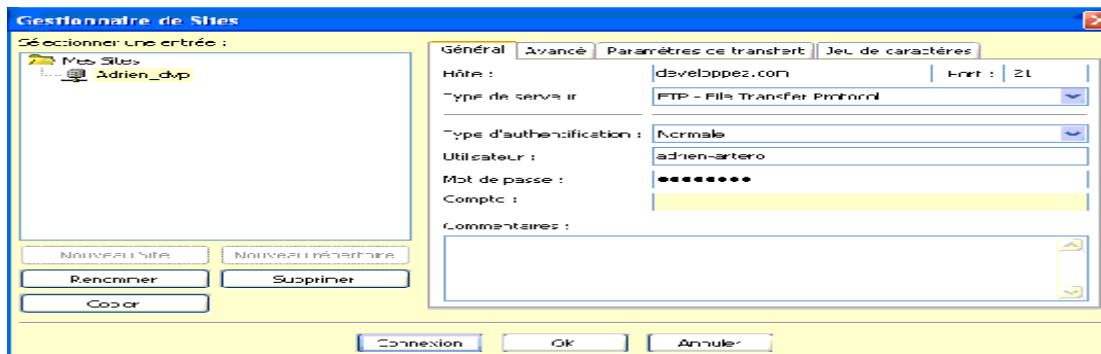 Gestionnaire de Sites
Sélectionner une entrée :
Mes Sites
Adrien_dvp
Nouveau Site
Nouveau répertoire
Renommer
Supprimer
Copier
Général
Avancé
Paramètres de transfert
Jeu de caractères
Hôte :
developpez.com
Port :
21
Type de serveur
FTP - File Transfer Protocol
Type d'authentification :
Normale
Utilisateur :
adrien-artero
Mot de passe :
●●●●●●●●●
Compte :
Commentaires :
Connexion
OK
Annuler